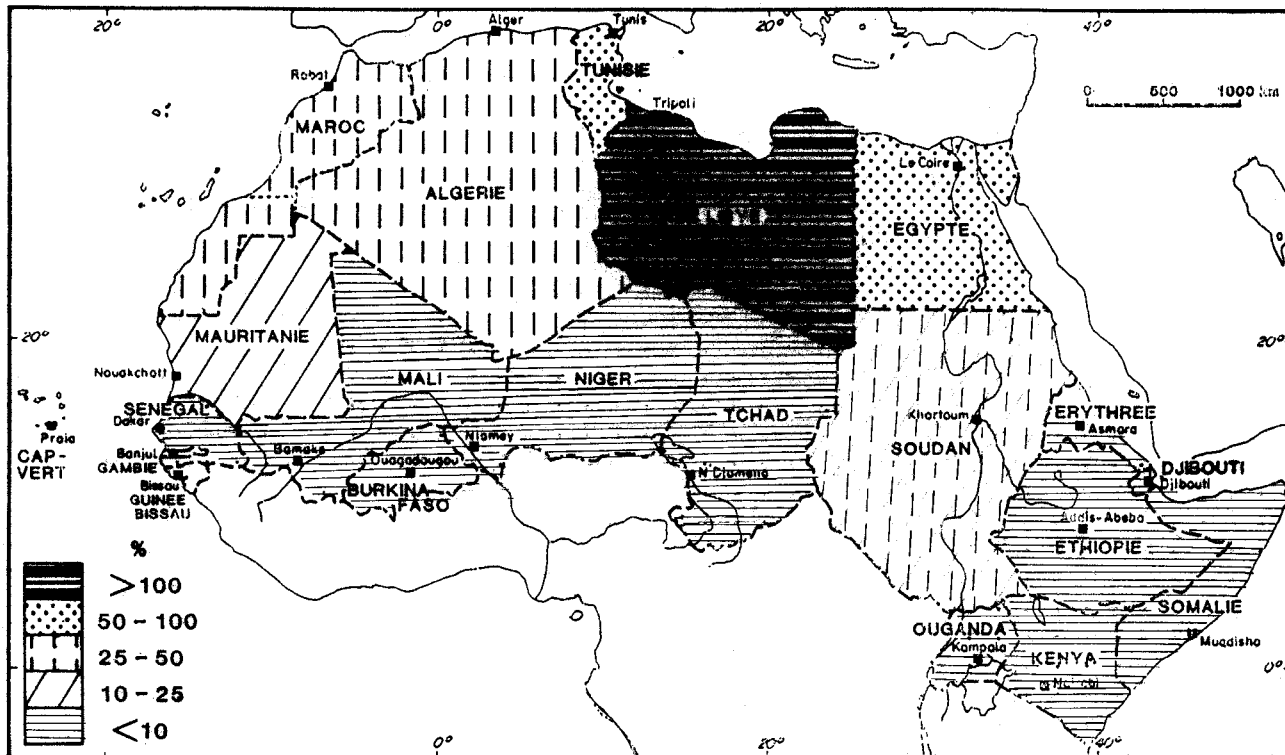 20°
0°
20°
40°
Alger
Tunis
TUNISIE
Rabat
Tripoli
0 500 1000 km
MAROC
Le Caire
ALGERIE
EGYPTE
20°
20°
MAURITANIE
Nouakchott
MALI
NIGER
TCHAD
SENEGAL
Dakar
Khartoum
ERYTHREE
Asmara
Praia
CAP-
VERT
Banjul
GAMBIE
Bamako
Niamey
SOUDAN
Ouagadougou
N'Djamena
DJIBOUTI
Djibouti
Bissau
GUINEE
BISSAU
BURKINA
FASO
Addis-Abeba
ETHIOPIE
%
>100
50-100
25-50
10-25
<10
SOMALIE
OUGANDA
Kampala
KENYA
Muqdisho
0°
0°
20°
40°